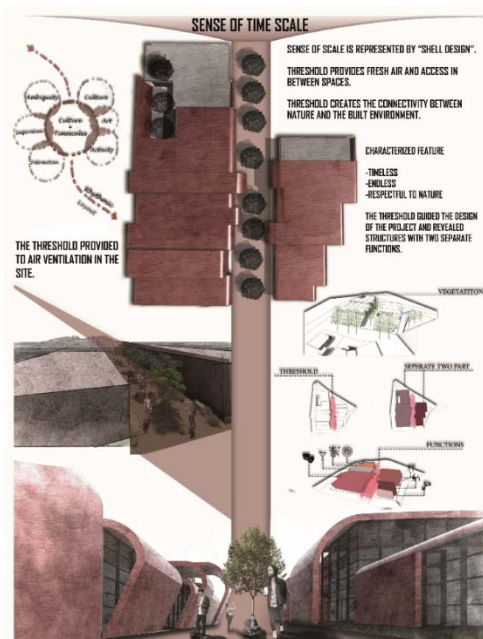 SENSE OF TIME SCALE
SENSE OF SCALE IS REPRESENTED BY "SHELL DESIGN".
THRESHOLD PROVIDES FRESH AIR AND ACCESS IN
BETWEEN SPACES.
THRESHOLD CREATES THE CONNECTIVITY BETWEEN
NATURE AND THE BUILT ENVIRONMENT.
CHARACTERIZED FEATURE
-TIMELESS
-ENDLESS
-RESPECTFUL TO NATURE
THE THRESHOLD GUIDED THE DESIGN
OF THE PROJECT AND REVEALED
STRUCTURES WITH TWO SEPARATE
FUNCTIONS.
Ambiguity
Culture
Art
Culture
Activity
Interaction
THE THRESHOLD PROVIDED
TO AIR VENTILATION IN THE
SITE.
VEGETATITON
THRESHOLD
SEPERATE TWO PART
FUNCTIONS